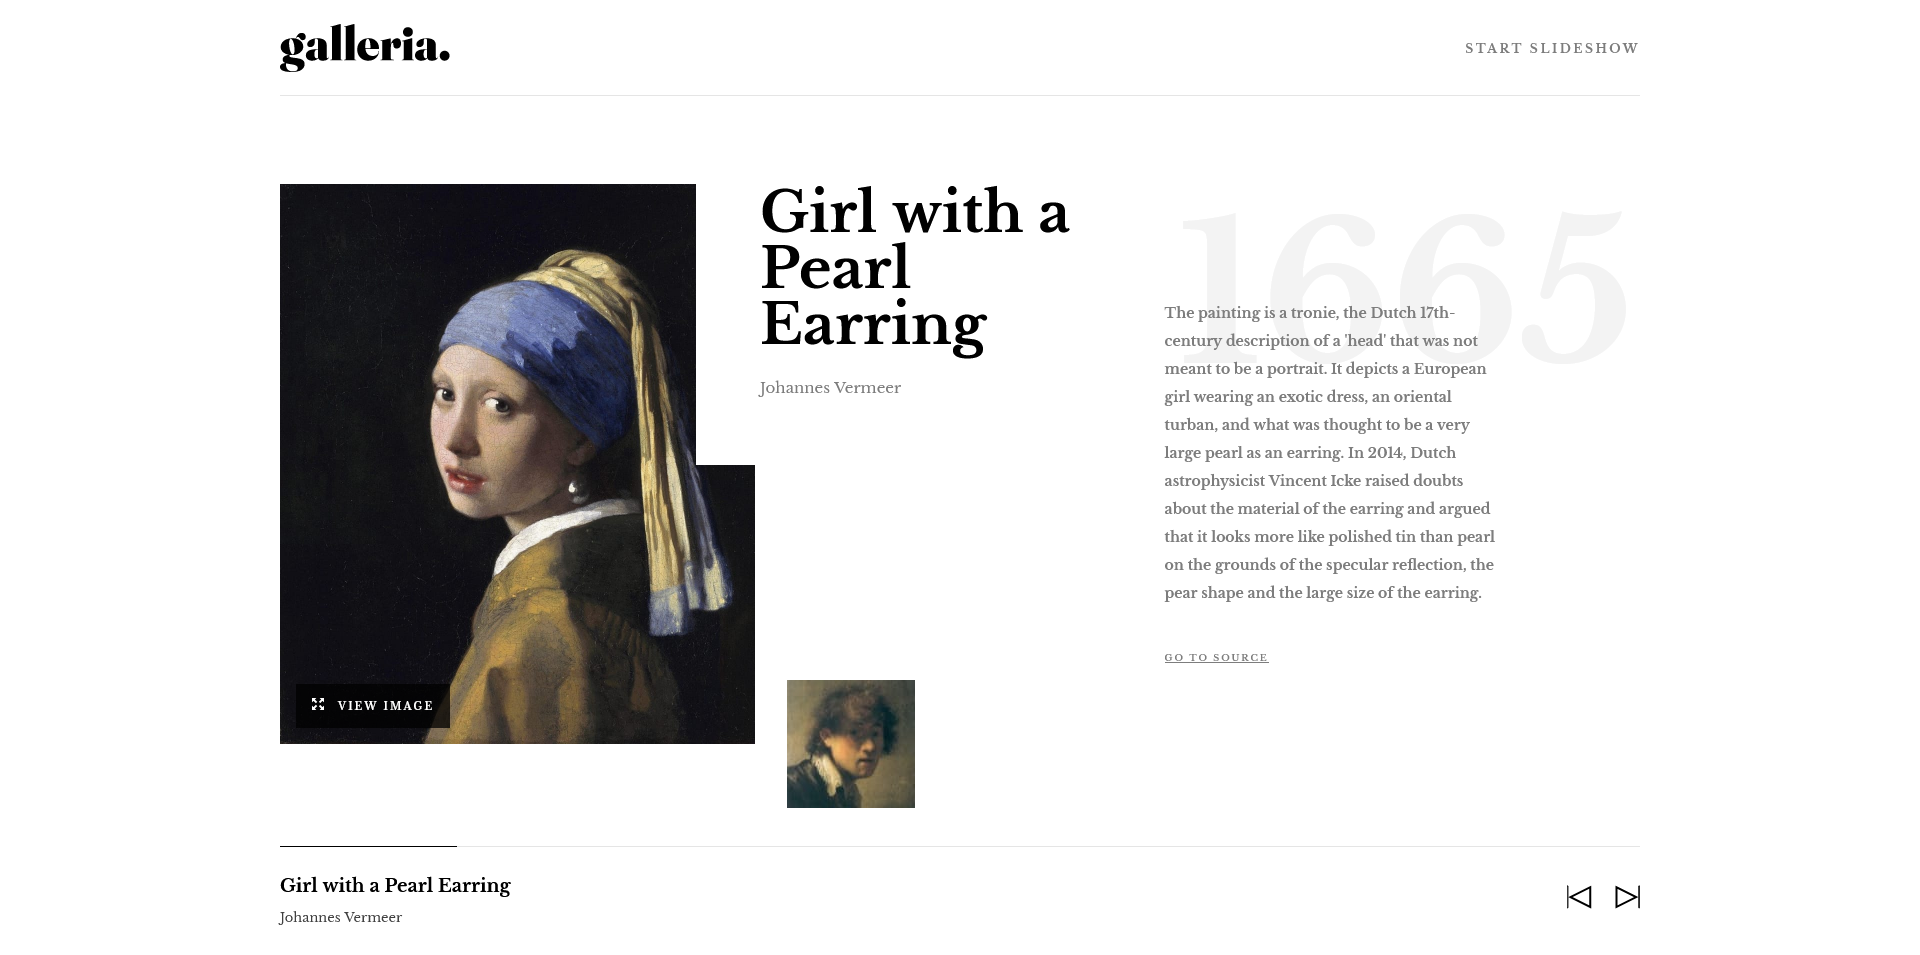 galleria.
START SLIDESHOW
Girl with a
Pearl
Earring
Johannes Vermeer
1665
The painting is a tronie, the Dutch 17th-
century description of a 'head' that was not
meant to be a portrait. It depicts a European
girl wearing an exotic dress, an oriental
turban, and what was thought to be a very
large pearl as an earring. In 2014, Dutch
astrophysicist Vincent Icke raised doubts
about the material of the earring and argued
that it looks more like polished tin than pearl
on the grounds of the specular reflection, the
pear shape and the large size of the earring.
GO TO SOURCE
VIEW IMAGE
Girl with a Pearl Earring
Johannes Vermeer